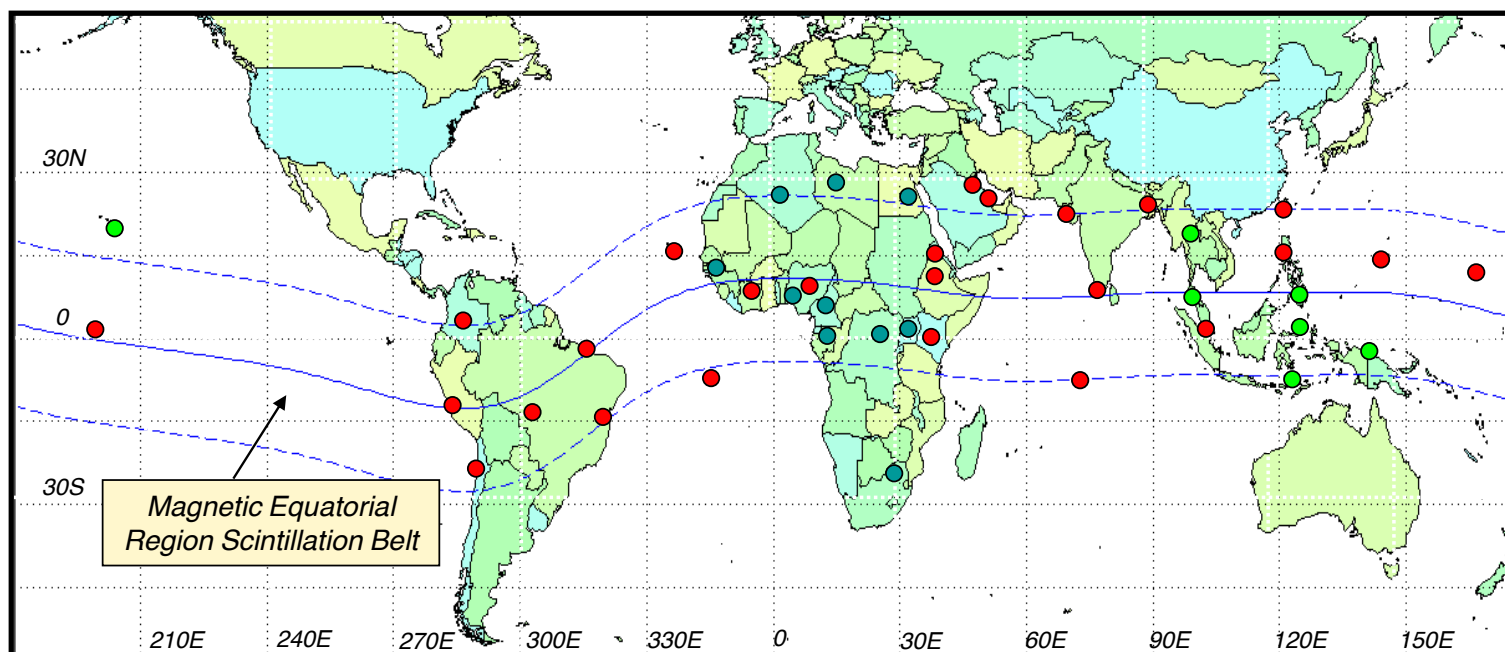 30N
0
30S
Magnetic Equatorial
Region Scintillation Belt
210E 240E 270E 300E 330E 0 30E 60E 90E 120E 150E